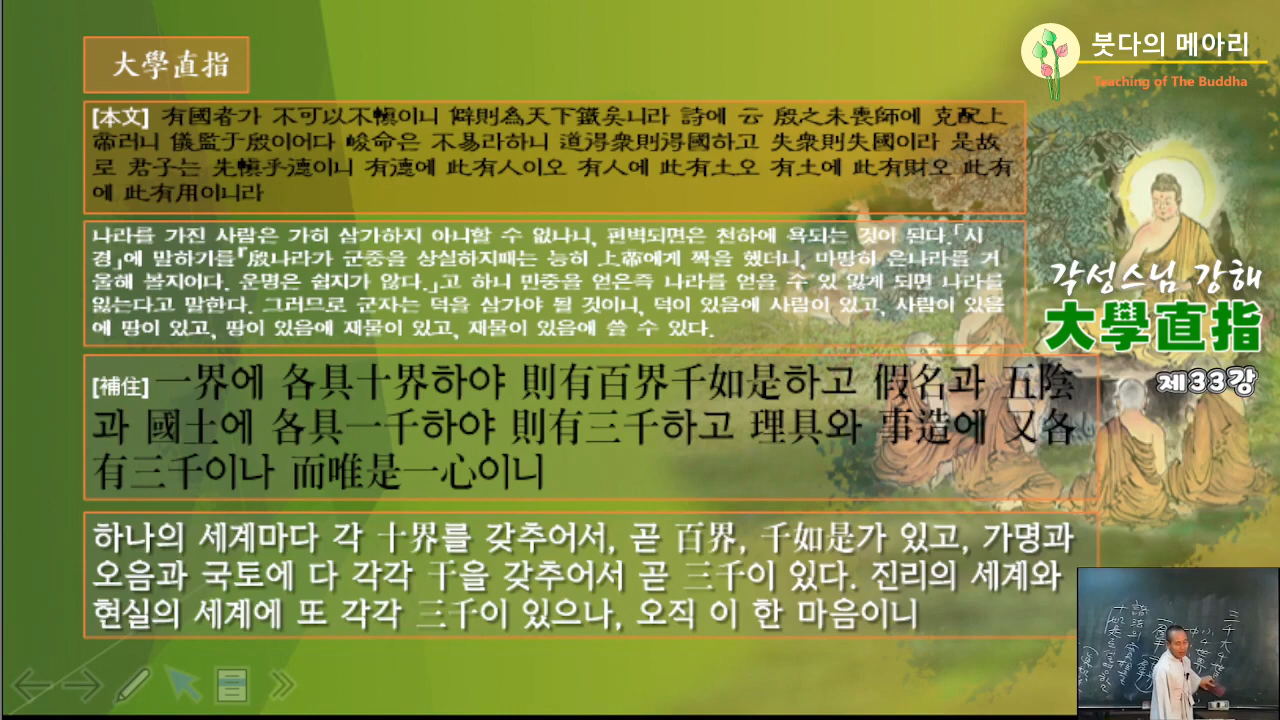 大學直指
붓다의 메아리
Teaching of The Buddha
[本文] 有國者가 不可以不愼이니 僻則為天下鐵矣니라 詩에 云 殷之未喪師에 克配上
帝러니 儀監于殷이어다 峻命은 不易라하니 道得衆則得國하고 失衆則失國이라 是故
로 君子는 先愼乎德이니 有德에 此有人이오 有人에 此有土오 有土에 此有財오 此有
에 此有用이니라
나라를 가진 사람은 가히 삼가하지 아니할 수 없나니, 편벽되면은 천하에 욕되는 것이 된다.「시
경」에 말하기를『殷나라가 군중을 상실하지때는 능히 上帝에게 짝을 했더니, 마땅히 은나라를 거
울해 볼지어다. 운명은 쉽지가 않다.』고 하니 민중을 얻은즉 나라를 얻을 수 있 잃게 되면 나라를
잃는다고 말한다. 그러므로 군자는 덕을 삼가야 될 것이니, 덕이 있음에 사람이 있고, 사람이 있음
에 땅이 있고, 땅이 있음에 재물이 있고, 재물이 있음에 쓸 수 있다.
각성스님 강해
大學直指
제33강
[補住] 一界에 各具十界하야 則有百界千如是하고 假名과 五陰
과 國土에 各具一千하야 則有三千하고 理具와 事造에 又各
有三千이나 而唯是一心이니
하나의 세계마다 각 十界를 갖추어서, 곧 百界, 千如是가 있고, 가명과
오음과 국토에 다 각각 干을 갖추어서 곧 三千이 있다. 진리의 세계와
현실의 세계에 또 각각 三千이 있으나, 오직 이 한 마음이니
三千大千